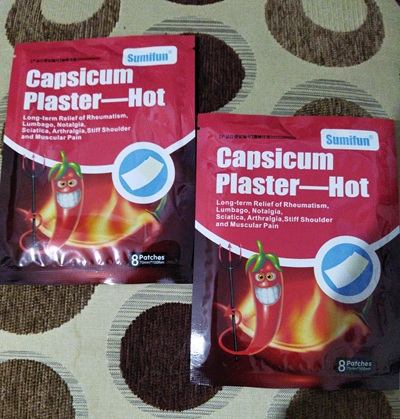 Sumifun®
Capsicum
Plaster—Hot
Long-term Relief of Rheumatism,
Lumbago, Notalgia,
Sciatica, Arthralgia, Stiff Shoulder
and Muscular Pain
8 Patches
Sumifun®
Capsicum
Plaster—Hot
Long-term Relief of Rheumatism,
Lumbago, Notalgia,
Sciatica, Arthralgia, Stiff Shoulder
and Muscular Pain
8 Patches